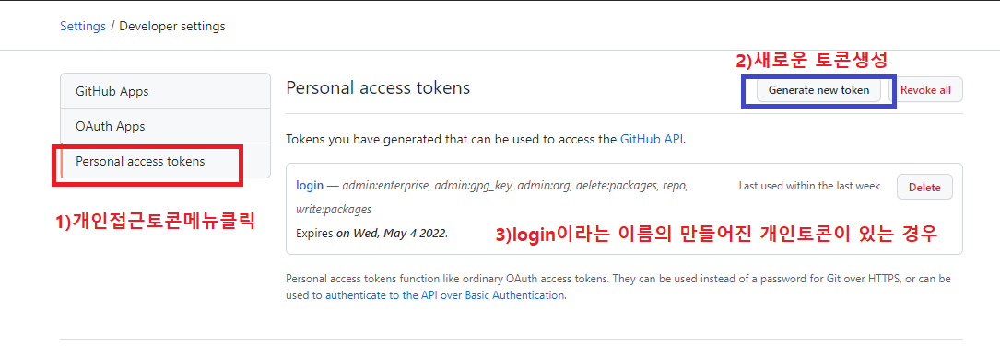 Settings / Developer settings
2)새로운 토큰생성
GitHub Apps
OAuth Apps
Personal access tokens
1)개인접근토큰메뉴클릭
Personal access tokens
Generate new token
Revoke all
Tokens you have generated that can be used to access the GitHub API.
login — admin:enterprise, admin:gpg_key, admin:org, delete:packages, repo,
write:packages
Last used within the last week
Delete
Expires on Wed, May 4 2022.
3)login이라는 이름의 만들어진 개인토큰이 있는 경우
Personal access tokens function like ordinary OAuth access tokens. They can be used instead of a password for Git over HTTPS, or can be
used to authenticate to the API over Basic Authentication.